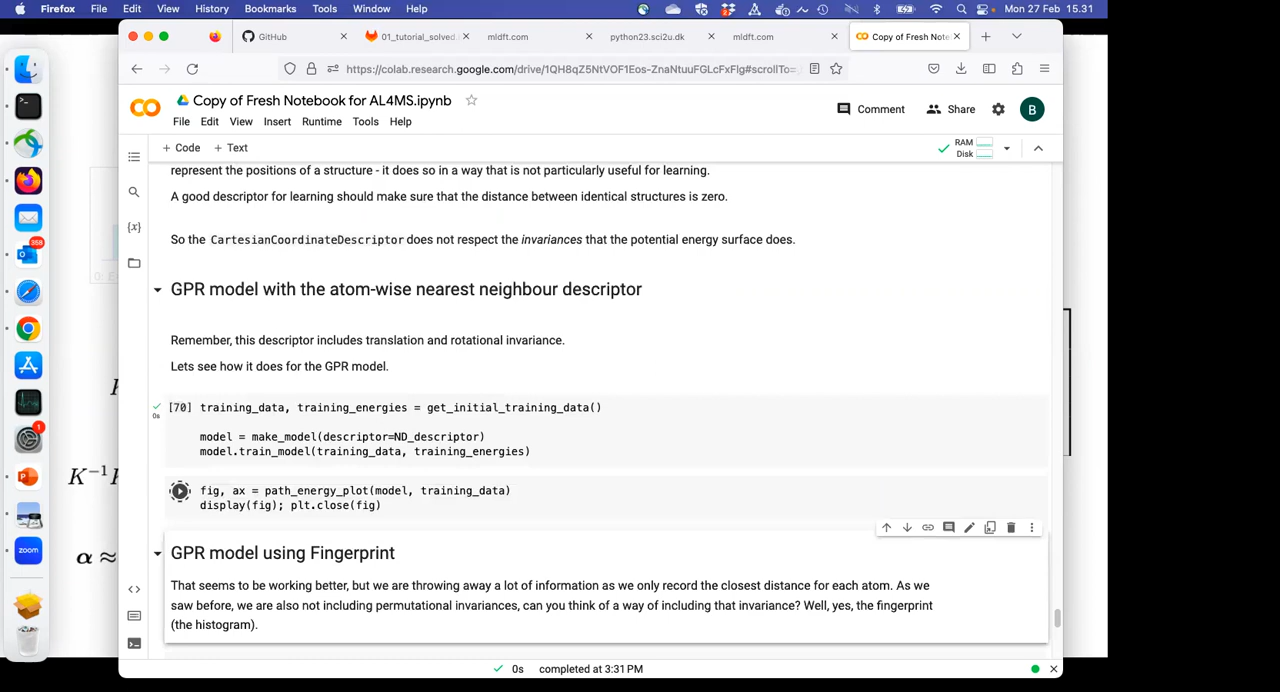 Firefox File Edit View History Bookmarks Tools Window Help Mon 27 Feb 15.31
GitHub 01_tutorial_solved. mldft.com python23.sci2u.dk mldft.com Copy of Fresh Note
https://colab.research.google.com/drive/1QH8qZ5NtVOF1Eos-ZnaNtuuFGLcFxFlg#scrollTo=
Copy of Fresh Notebook for AL4MS.ipynb
Comment Share B
File Edit View Insert Runtime Tools Help
+ Code + Text
RAM
Disk
represent the positions of a structure - it does so in a way that is not particularly useful for learning.
A good descriptor for learning should make sure that the distance between identical structures is zero.
{x}
So the CartesianCoordinateDescriptor does not respect the invariances that the potential energy surface does.
358
0: E
GPR model with the atom-wise nearest neighbour descriptor
Remember, this descriptor includes translation and rotational invariance.
Lets see how it does for the GPR model.
0s
[70] training_data, training_energies = get_initial_training_data()
model = make_model(descriptor=ND_descriptor)
model.train_model(training_data, training_energies)
1
K⁻¹
fig, ax = path_energy_plot(model, training_data)
display(fig); plt.close(fig)
zoom
α ≈
GPR model using Fingerprint
That seems to be working better, but we are throwing away a lot of information as we only record the closest distance for each atom. As we
saw before, we are also not including permutational invariances, can you think of a way of including that invariance? Well, yes, the fingerprint
(the histogram).
0s completed at 3:31 PM